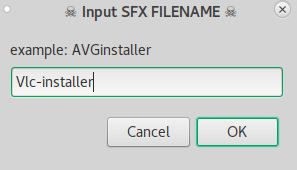 ☠ Input SFX FILENAME ☠
example: AVGinstaller
Vlc-installer
Cancel
OK